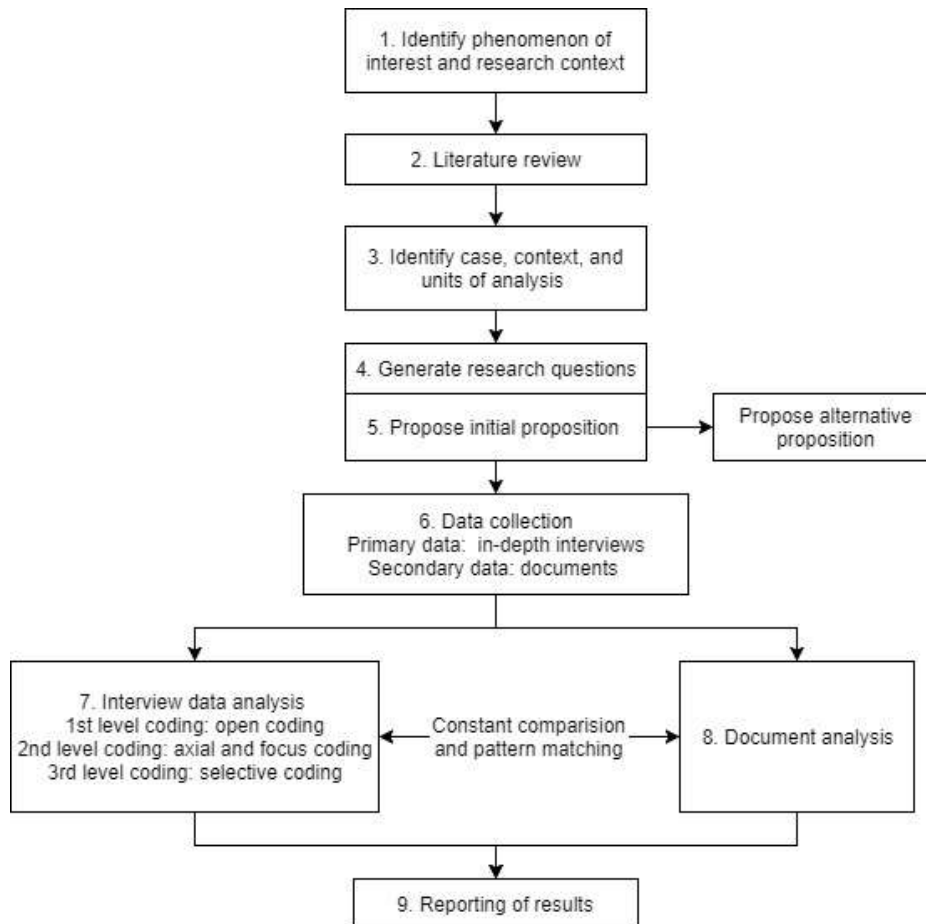 1. Identify phenomenon of
interest and research context
2. Literature review
3. Identify case, context, and
units of analysis
4. Generate research questions
5. Propose initial proposition
Propose alternative
proposition
6. Data collection
Primary data: in-depth interviews
Secondary data: documents
7. Interview data analysis
1st level coding: open coding
2nd level coding: axial and focus coding
3rd level coding: selective coding
Constant comparision
and pattern matching
8. Document analysis
9. Reporting of results